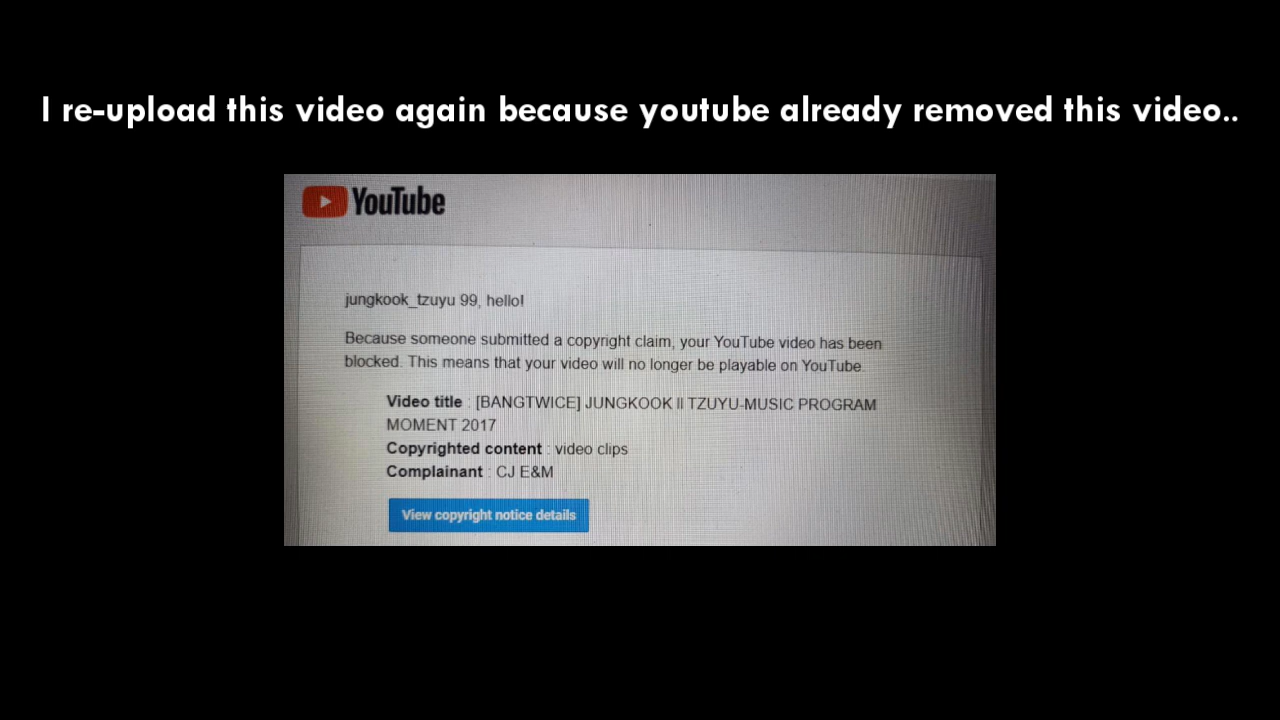 I re-upload this video again because youtube already removed this video..
YouTube
jungkook_tzuyu 99, hello!
Because someone submitted a copyright claim, your YouTube video has been
blocked. This means that your video will no longer be playable on YouTube.
Video title : [BANGTWICE] JUNGKOOK II TZUYU-MUSIC PROGRAM
MOMENT 2017
Copyrighted content : video clips
Complainant : CJ E&M
View copyright notice details